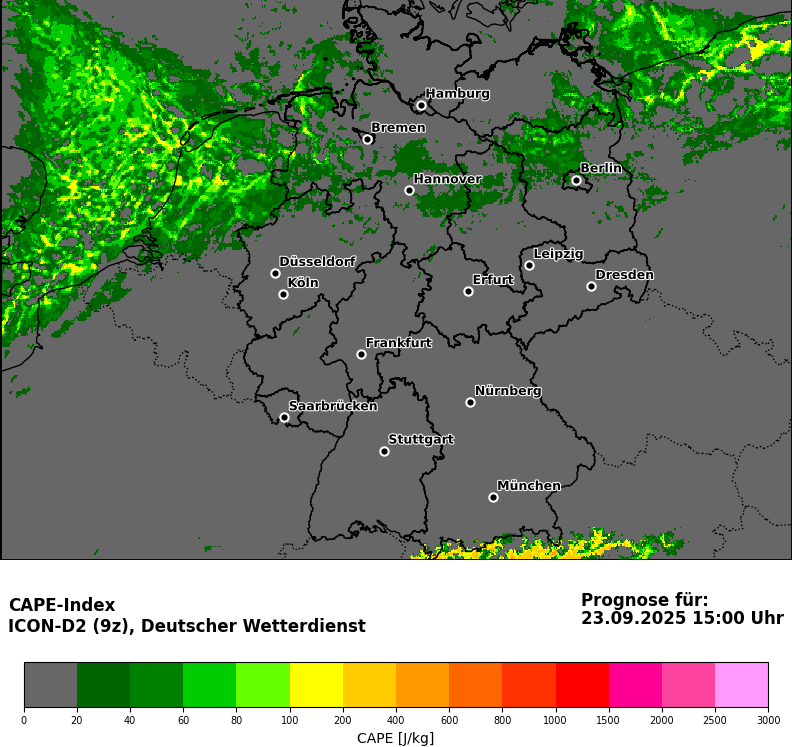 Hamburg
Bremen
Berlin
Hannover
Düsseldorf
Köln
Leipzig
Erfurt
Dresden
Frankfurt
Nürnberg
Saarbrücken
Stuttgart
München
CAPE-Index
ICON-D2 (9z), Deutscher Wetterdienst
Prognose für:
23.09.2025 15:00 Uhr
0 20 40 60 80 100 200 400 600 800 1000 1500 2000 2500 3000
CAPE [J/kg]